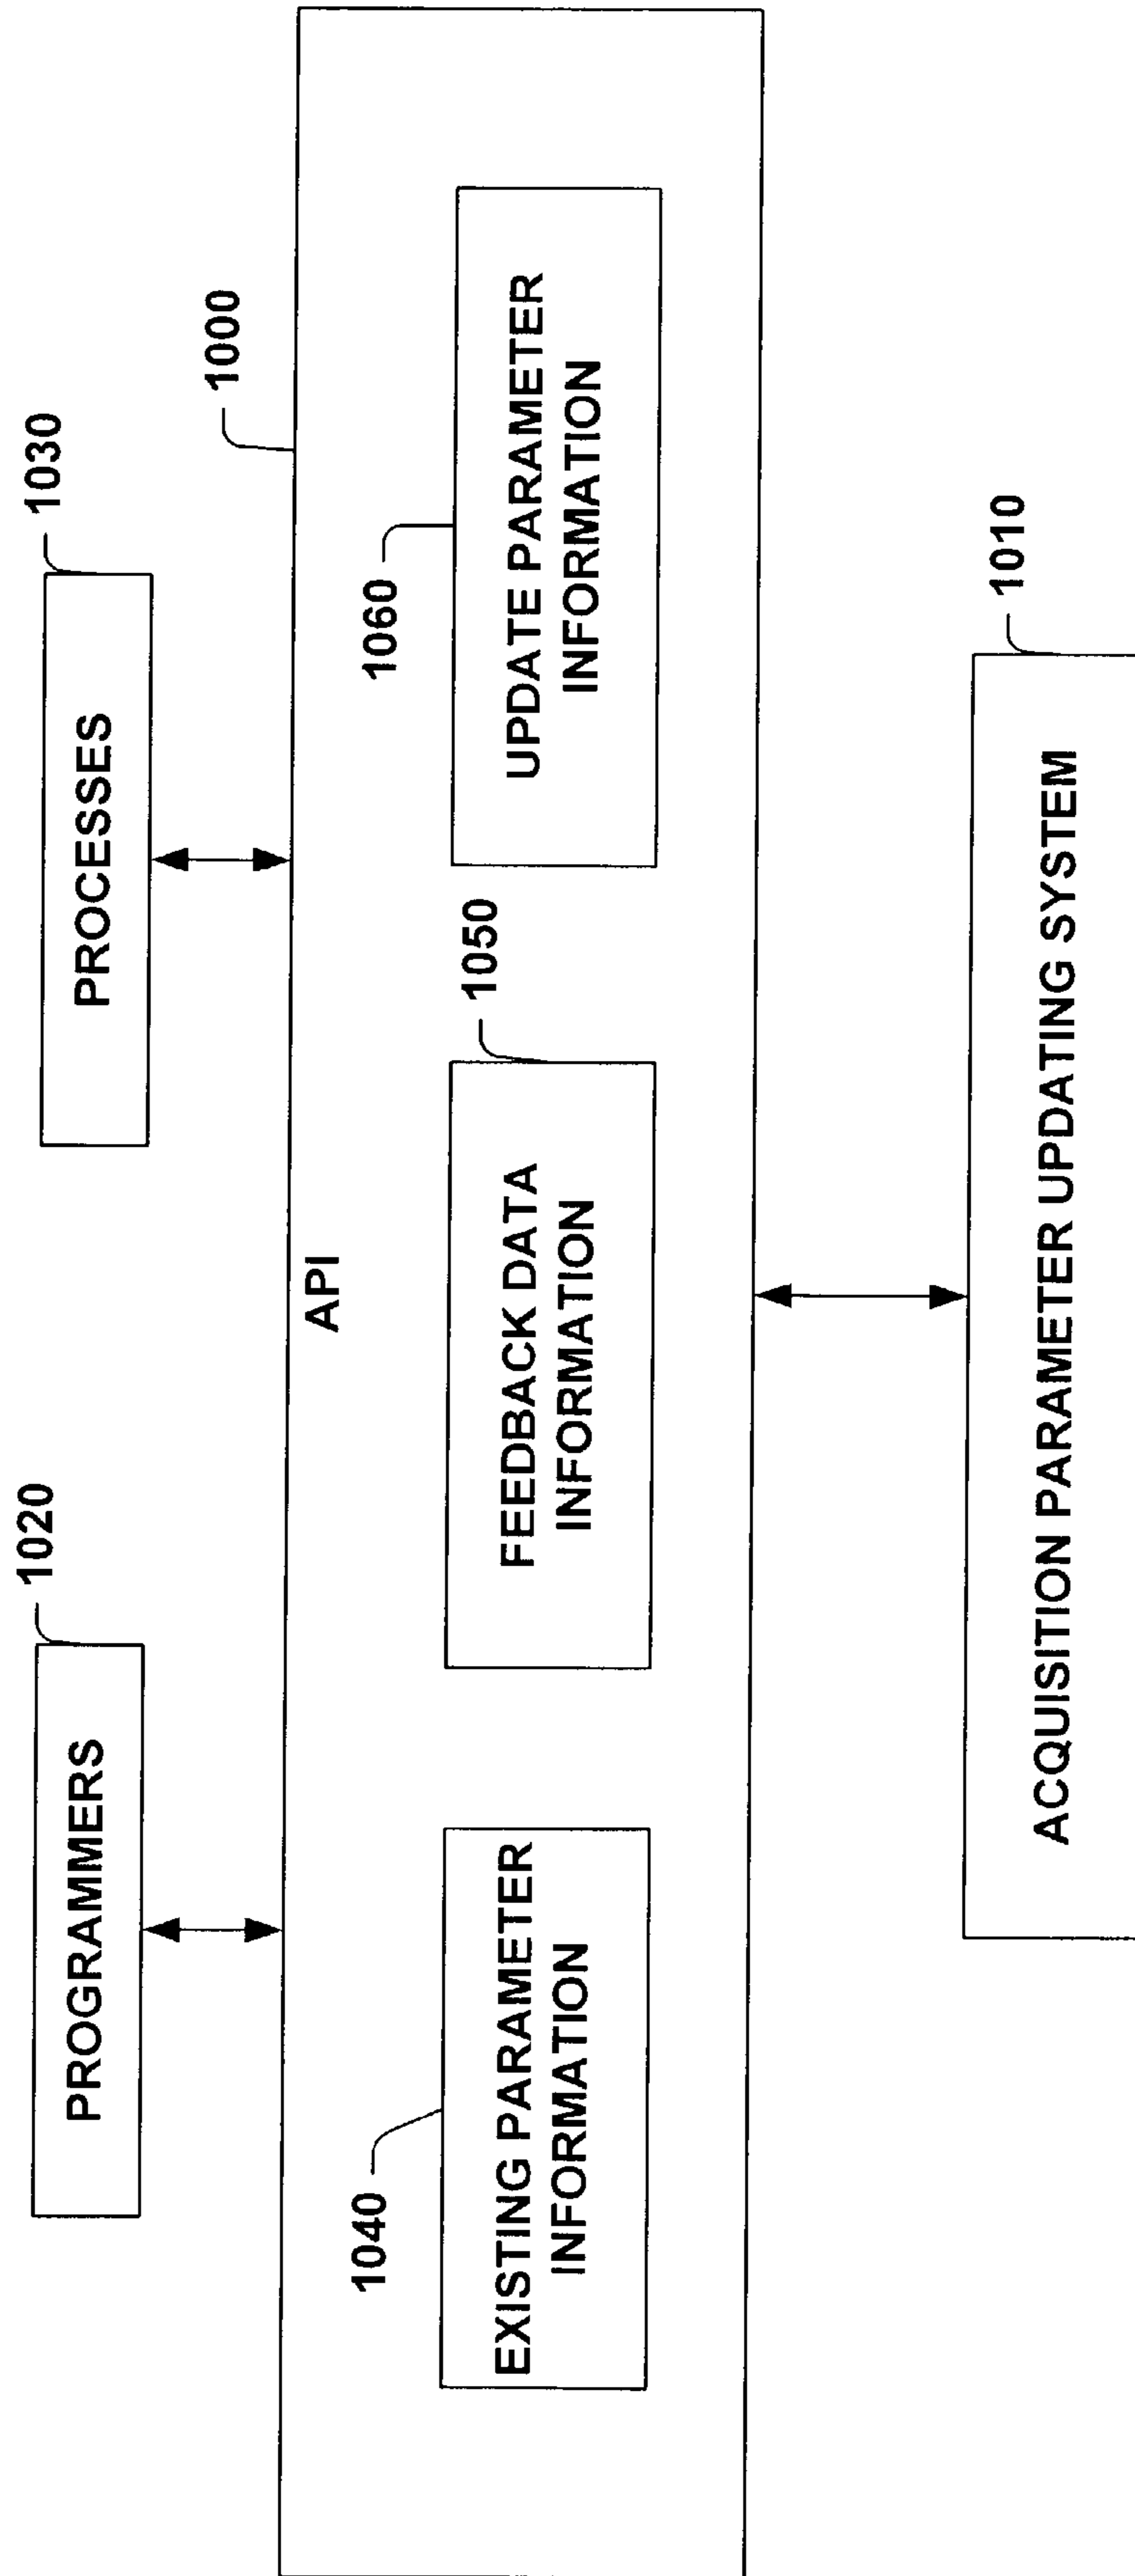 1020
PROGRAMMERS
1030
PROCESSES
1000
API
1040
EXISTING PARAMETER
INFORMATION
1050
FEEDBACK DATA
INFORMATION
1060
UPDATE PARAMETER
INFORMATION
1010
ACQUISITION PARAMETER UPDATING SYSTEM